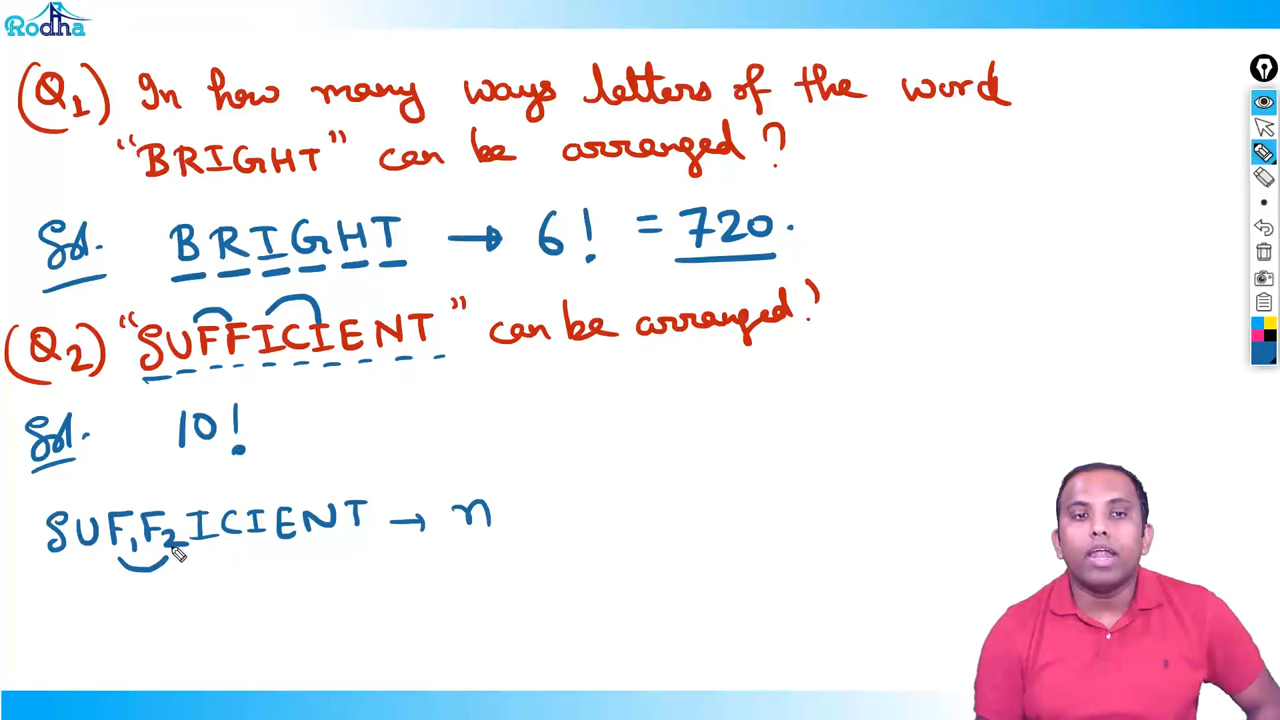 Rodha
(Q1) In how many ways letters of the word
"BRIGHT" can be arranged?
Sol. BRIGHT → 6! = 720.
(Q2) "SUFFICIENT" can be arranged?
Sol. 10!
SUF1F2ICIENT → n